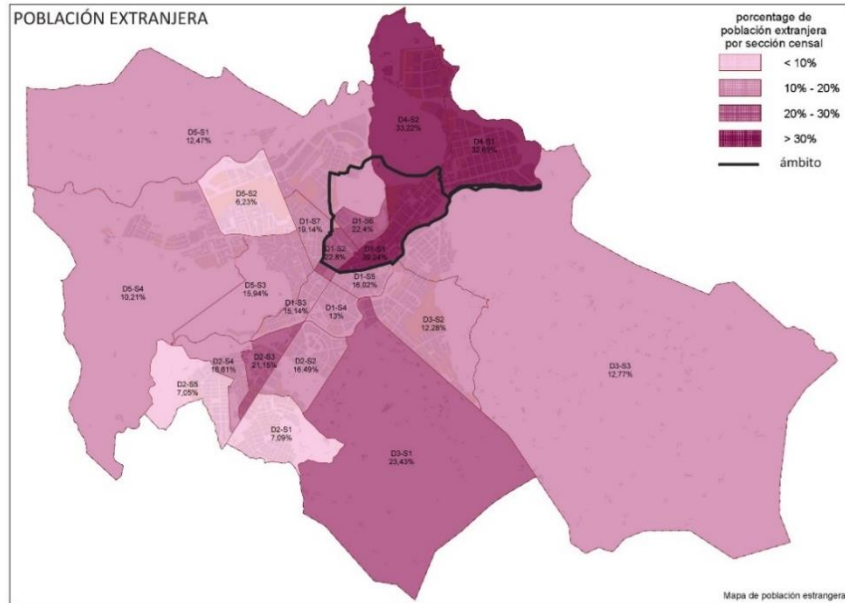 POBLACIÓN EXTRANJERA
porcentage de
población extranjera
por sección censal
< 10%
10% - 20%
20% - 30%
> 30%
ámbito
D4-S2
33,22%
D5-S1
12,47%
D5-S2
6,23%
D1-S7
19,14%
D1-S6
22,4%
D1-S2
22,8%
D5-S4
10,21%
D5-S3
15,94%
D1-S5
16,02%
D1-S3
15,14%
D1-S4
13%
D3-S2
12,28%
D2-S4
D2-S3
21,18%
D2-S2
16,49%
D3-S3
12,77%
D2-S5
7,05%
D2-S1
7,09%
D3-S1
23,43%
Mapa de población estrangera